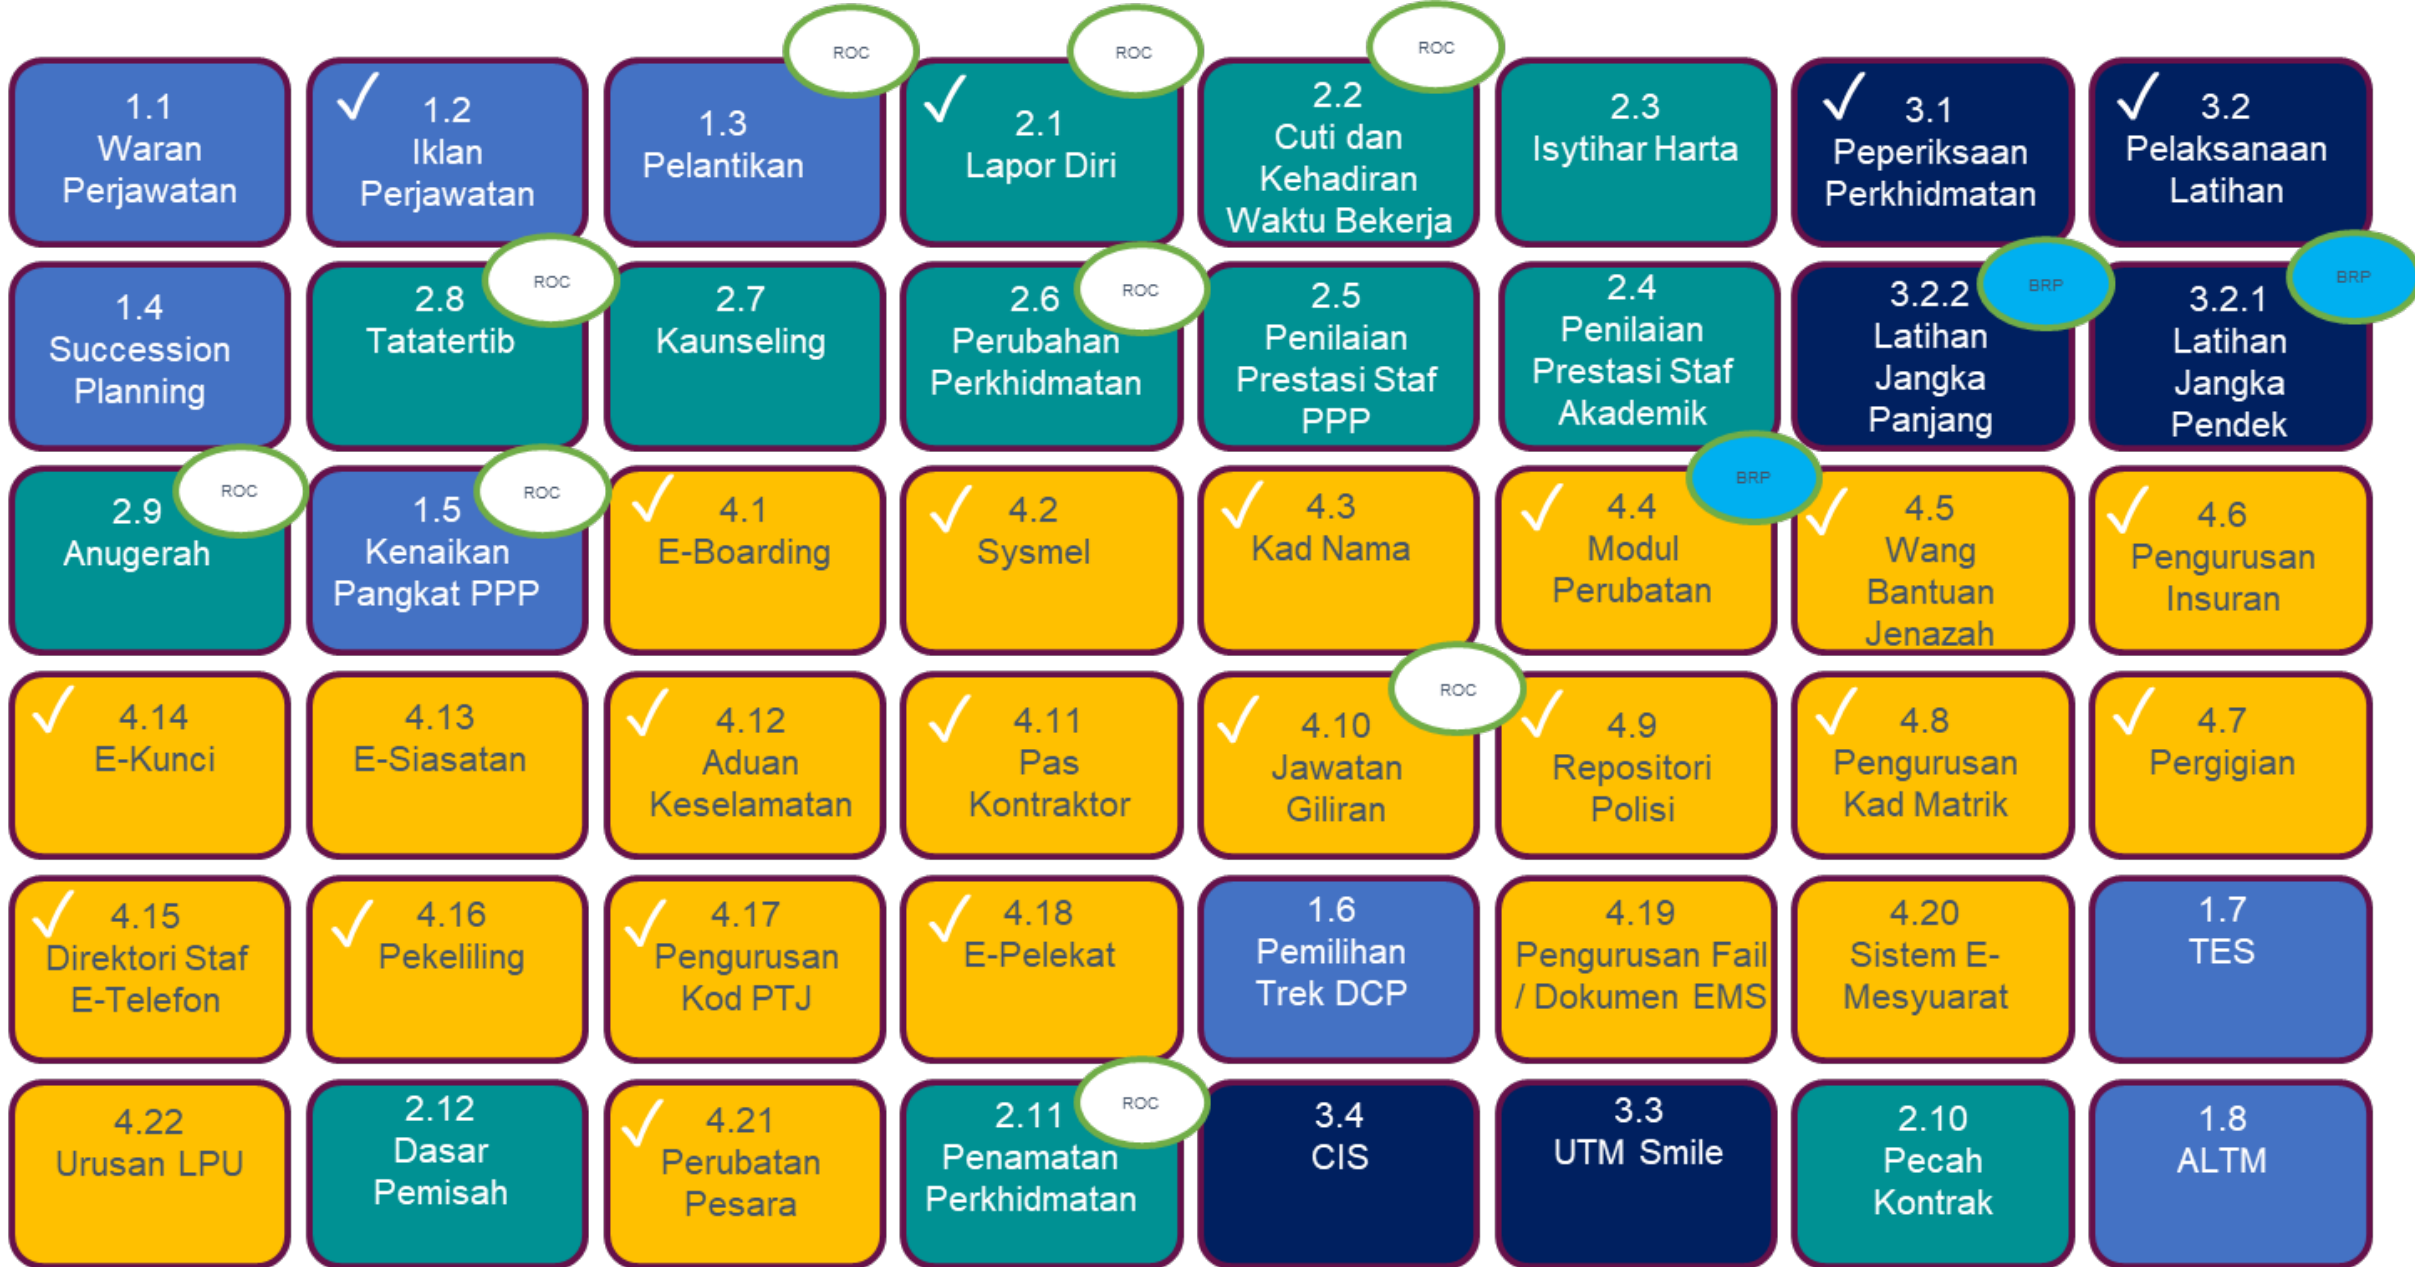 ROC
ROC
ROC
1.1
Waran
Perjawatan
1.2
Iklan
Perjawatan
1.3
Pelantikan
2.1
Lapor Diri
2.2
Cuti dan
Kehadiran
Waktu Bekerja
2.3
Isytihar Harta
3.1
Peperiksaan
Perkhidmatan
3.2
Pelaksanaan
Latihan
1.4
Succession
Planning
2.8
Tatatertib
ROC
2.7
Kaunseling
2.6
Perubahan
Perkhidmatan
ROC
2.5
Penilaian
Prestasi Staf
PPP
2.4
Penilaian
Prestasi Staf
Akademik
3.2.2
Latihan
Jangka
Panjang
BRP
3.2.1
Latihan
Jangka
Pendek
BRP
2.9
Anugerah
ROC
1.5
Kenaikan
Pangkat PPP
ROC
4.1
E-Boarding
4.2
Sysmel
4.3
Kad Nama
4.4
Modul
Perubatan
BRP
4.5
Wang
Bantuan
Jenazah
4.6
Pengurusan
Insuran
4.14
E-Kunci
4.13
E-Siasatan
4.12
Aduan
Keselamatan
4.11
Pas
Kontraktor
4.10
Jawatan
Giliran
ROC
4.9
Repositori
Polisi
4.8
Pengurusan
Kad Matrik
4.7
Pergigian
4.15
Direktori Staf
E-Telefon
4.16
Pekeliling
4.17
Pengurusan
Kod PTJ
4.18
E-Pelekat
1.6
Pemilihan
Trek DCP
4.19
Pengurusan Fail
/ Dokumen EMS
4.20
Sistem E-
Mesyuarat
1.7
TES
4.22
Urusan LPU
2.12
Dasar
Pemisah
4.21
Perubatan
Pesara
2.11
Penamatan
Perkhidmatan
ROC
3.4
CIS
3.3
UTM Smile
2.10
Pecah
Kontrak
1.8
ALTM